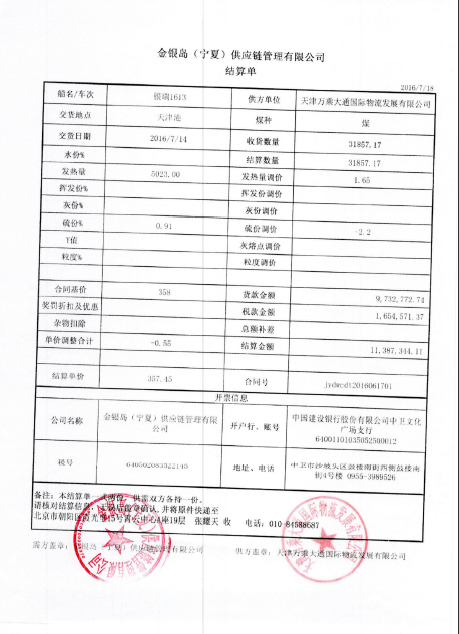 金银岛（宁夏）供应链管理有限公司
结算单
2016/7/18
船名/车次 银瑞1613 供方单位 天津万乘大通国际物流发展有限公司
交货地点 天津港 煤种 煤
交货日期 2016/7/14 收货数量 31857.17
水份% 结算数量 31857.17
发热量 5023.00 发热量调价 1.65
挥发份% 挥发份调价
灰份% 灰份调价
硫份% 0.91 硫份调价 -2.2
Y值 灰熔点调价
粒度% 粒度调价
合同基价 358 货款金额 9,732,772.74
奖罚折扣及优惠 税款金额 1,654,571.37
杂物扣除 总额补差
单价调整合计 -0.55 结算金额 11,387,344.11
结算单价 357.45 合同号 jydwcdt2016061701
开票信息
公司名称 金银岛（宁夏）供应链管理有限公司 开户行、账号 中国建设银行股份有限公司中卫文化
广场支行
64001101035052500012
税号 640502083522145 地址、电话 中卫市沙坡头区鼓楼南街西侧鼓楼南
街4号楼 0955-3989526
备注：本结算单一式两份，供需双方各持一份。
请核对结算信息，无误后盖章确认，并将原件快递至
北京市朝阳区霞光里15号霄云中心A座19层 张耀天 收 电话：010-84588687
需方盖章：金银岛（宁夏）供应链管理有限公司 供方盖章：天津万乘大通国际物流发展有限公司